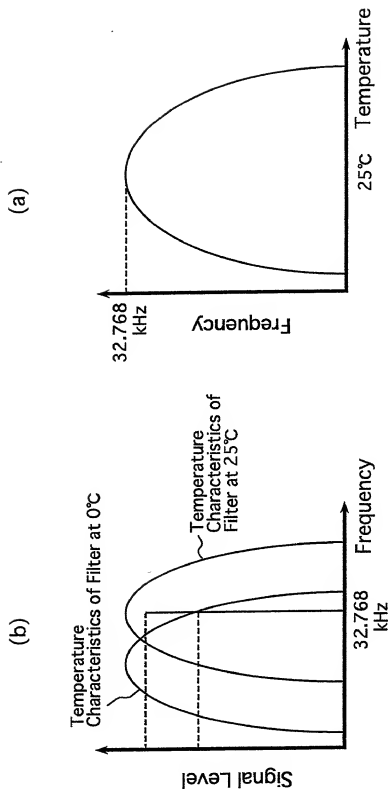 (a)
32.768
kHz
Frequency
25℃
Temperature
(b)
Temperature
Characteristics of Filter at 0℃
Temperature
Characteristics of
Filter at 25℃
Signal Level
32.768
kHz
Frequency